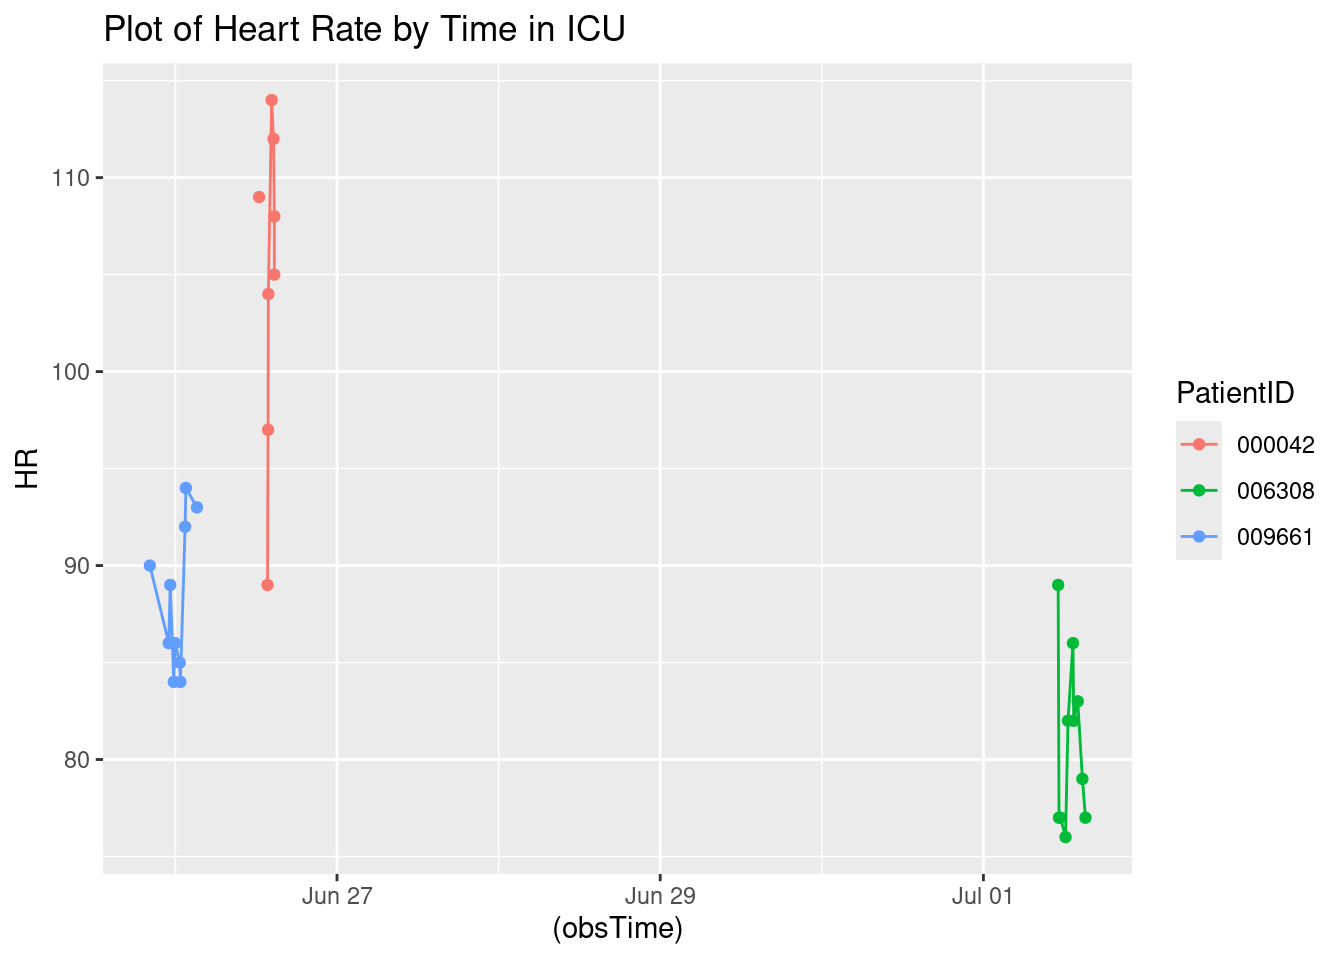 Plot of Heart Rate by Time in ICU
110
100
90
80
HR
Jun 27
Jun 29
Jul 01
(obsTime)
PatientID
000042
006308
009661